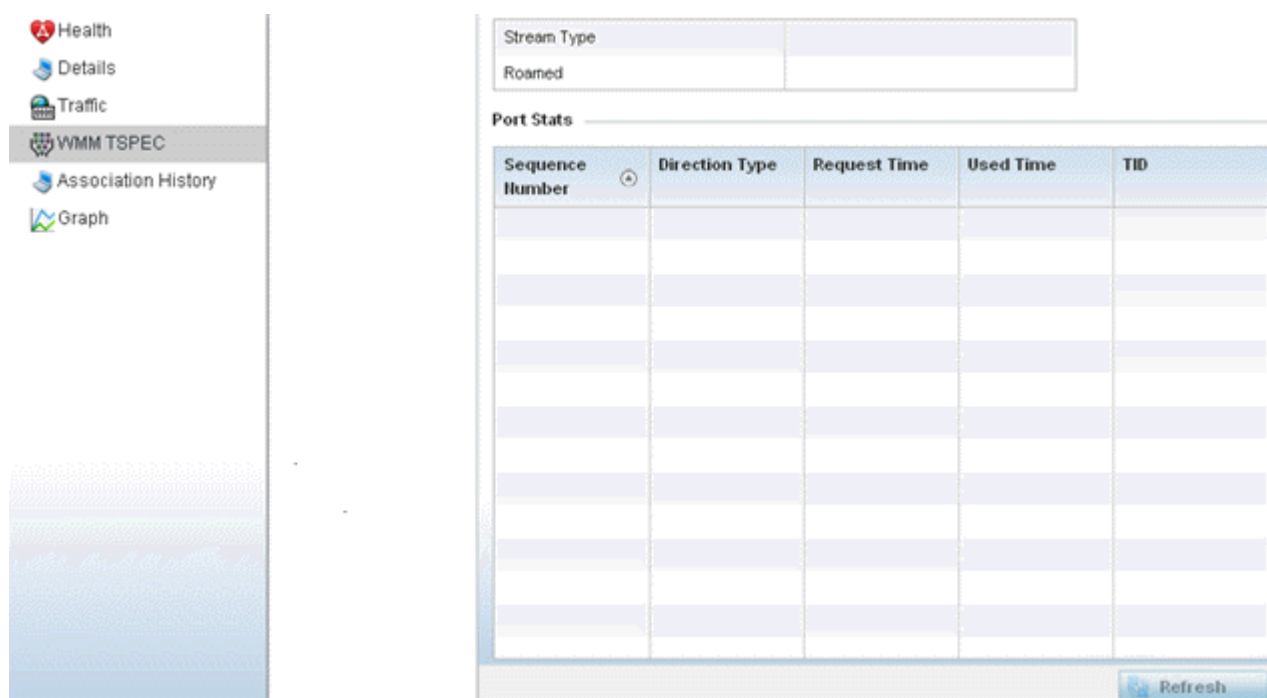 Health
Details
Traffic
WMM TSPEC
Association History
Graph
Stream Type
Roamed
Port Stats
Sequence Number Direction Type Request Time Used Time TID
Refresh